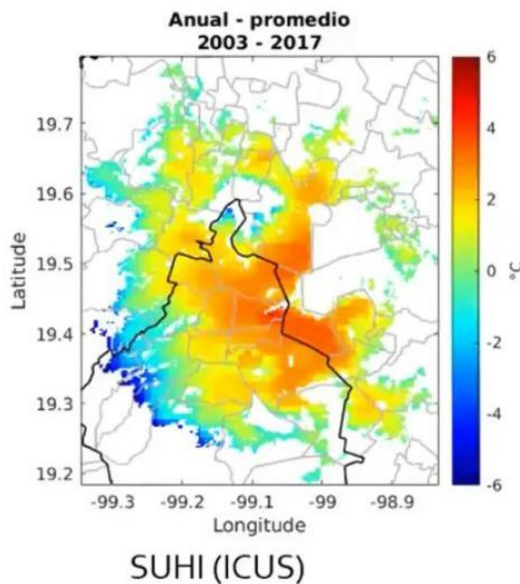 Anual - promedio
2003 - 2017
6
4
2
0
-2
-4
-6
°C
19.7
19.6
19.5
19.4
19.3
19.2
Latitude
-99.3 -99.2 -99.1 -99 -98.9
Longitude
SUHI (ICUS)